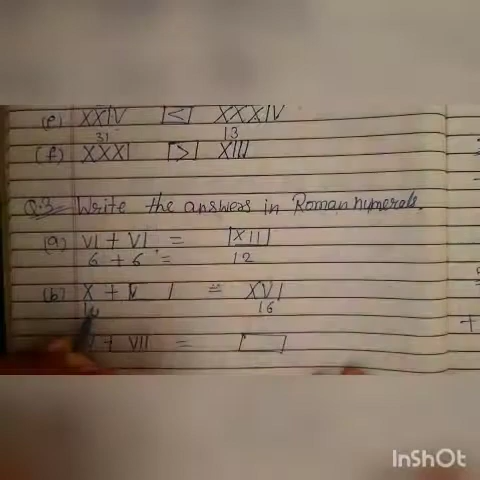 (e) XXIV [<] XXXIV
31 13
(f) XXXI [>] XIII
Q.3 Write the answers in Roman numerals.
(a) VI + VI = [XII]
6 + 6 = 12
(b) X + V I = XVI
10 16
+ VII = [ ]
InShOt